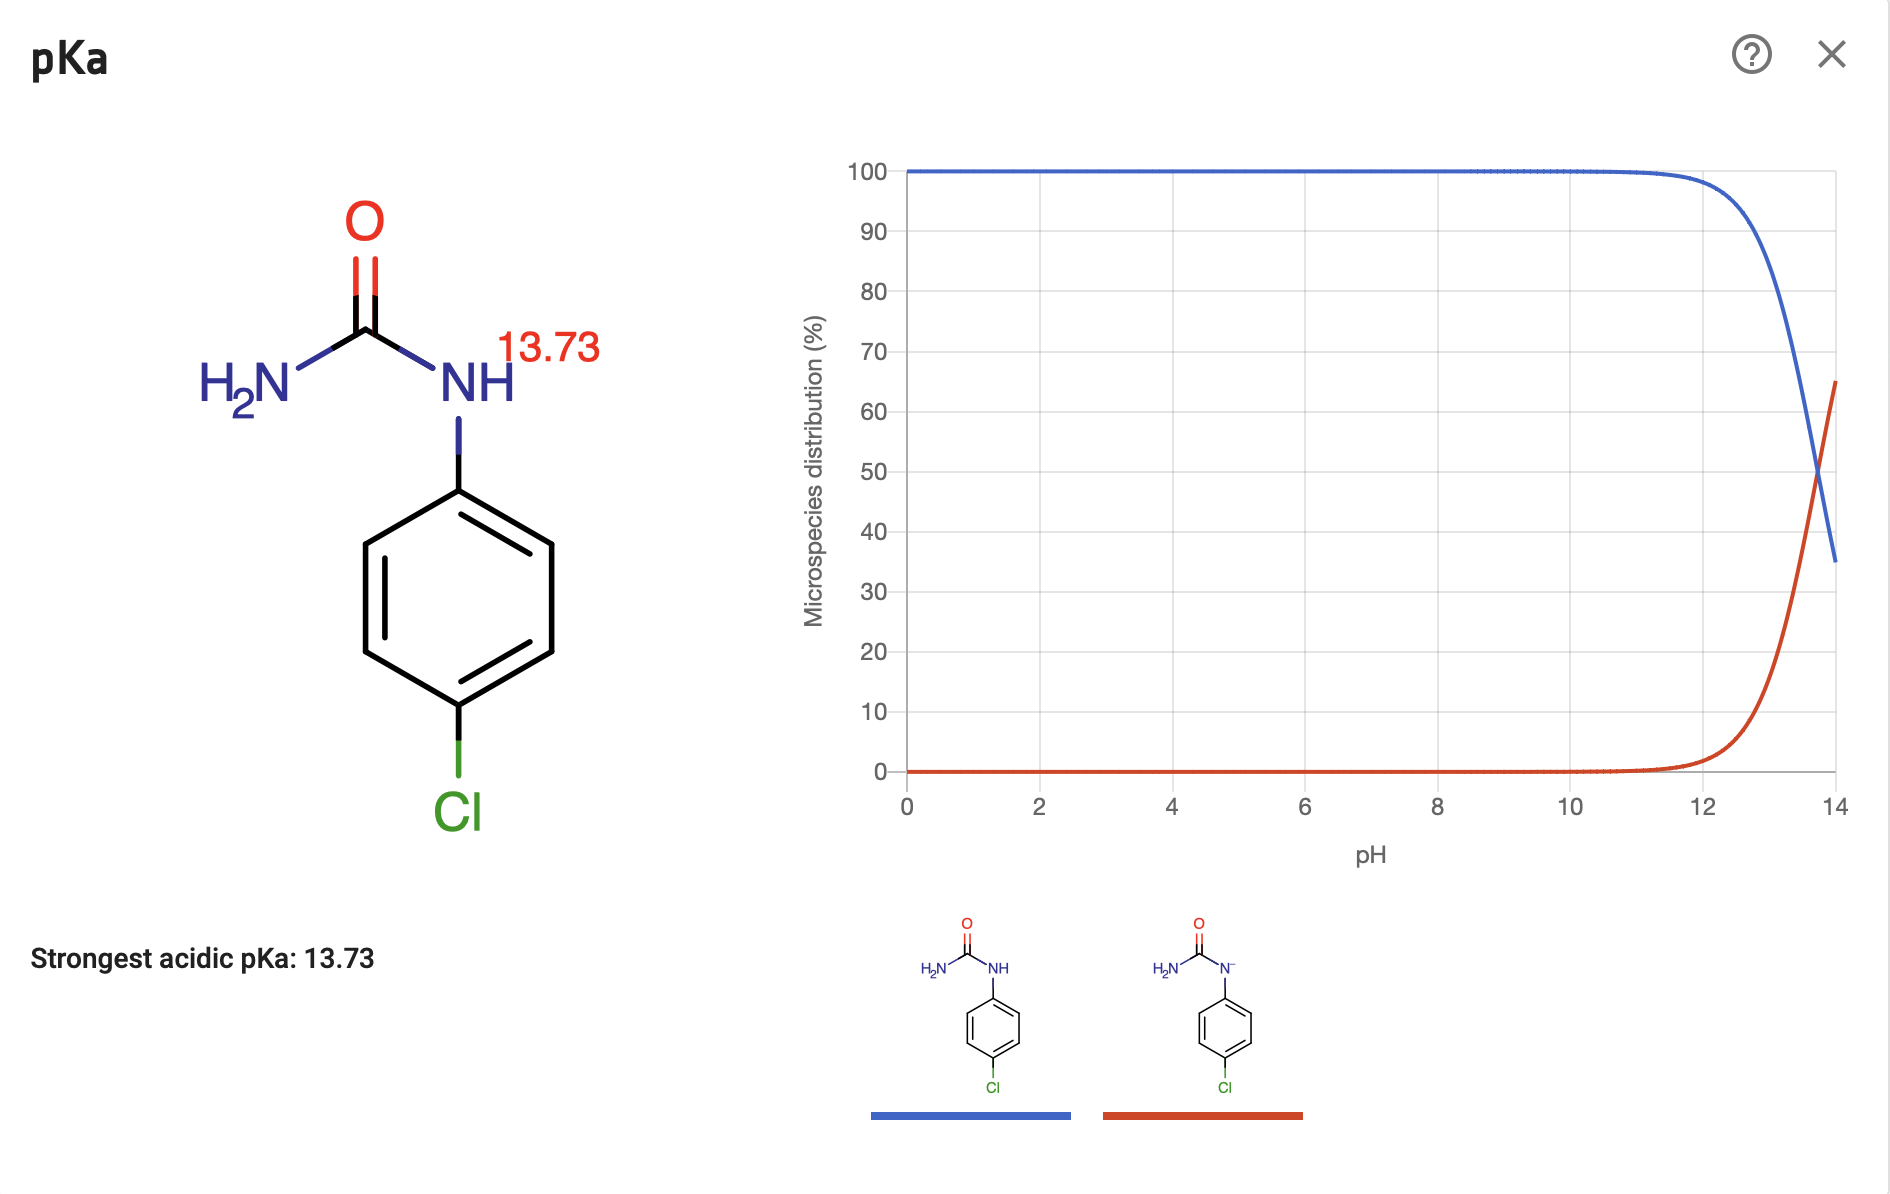 pKa
O
13.73
H2N
NH
Cl
Strongest acidic pKa: 13.73
Microspecies distribution (%)
100
90
80
70
60
50
40
30
20
10
0
0 2 4 6 8 10 12 14
pH
O
H2N NH
Cl
O
H2N N−
Cl